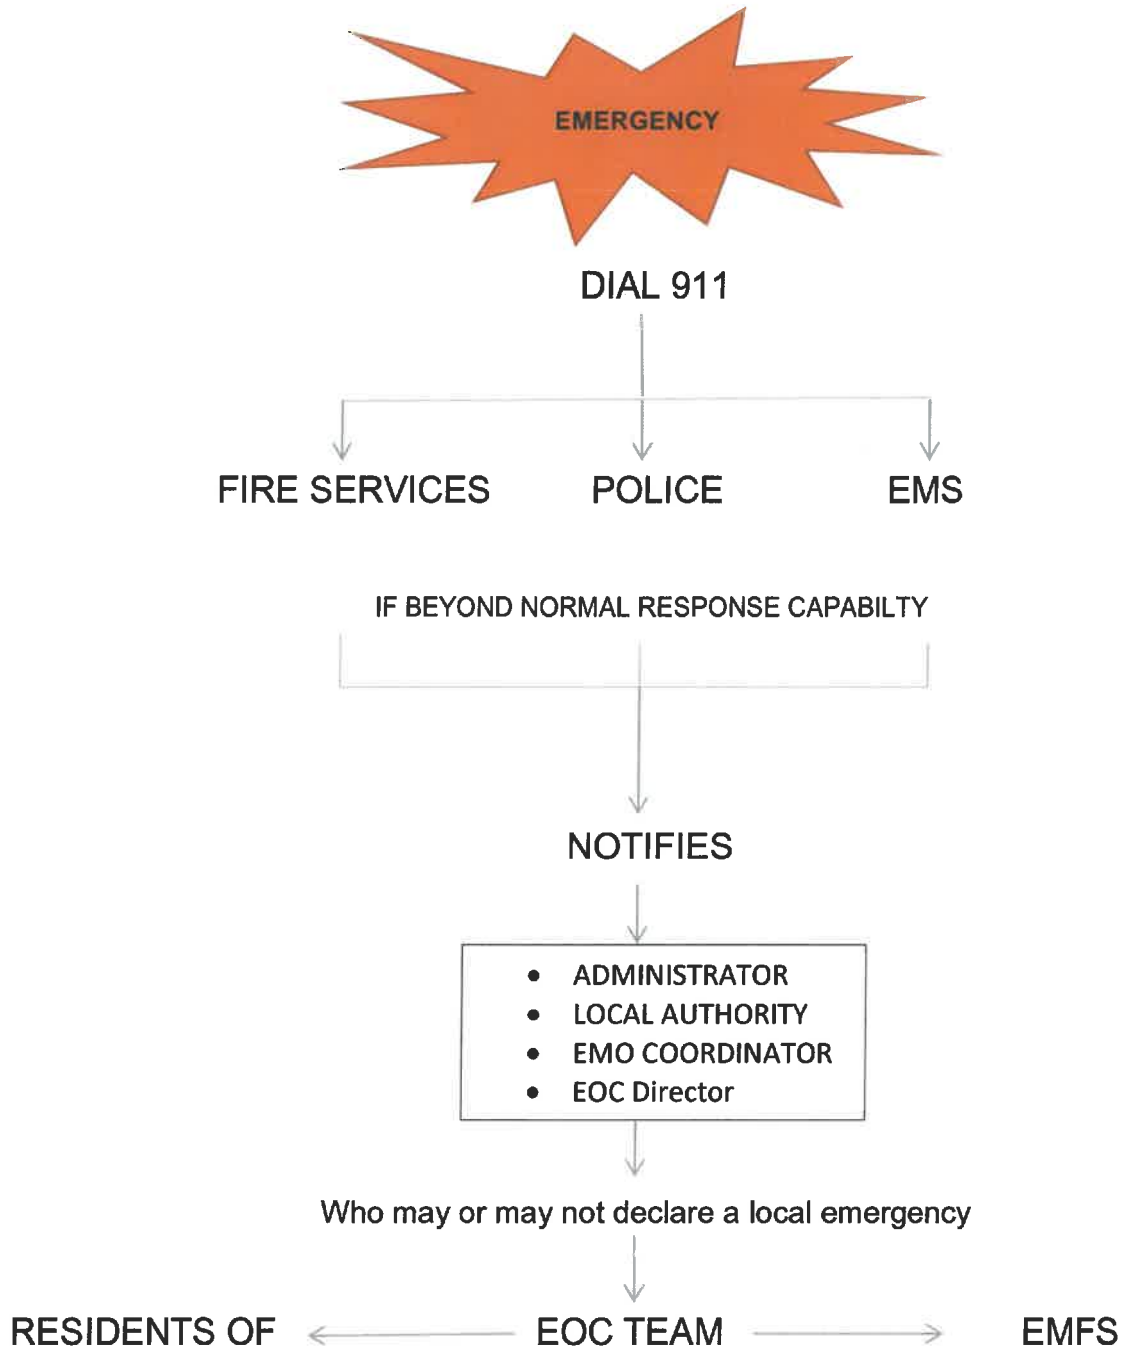 EMERGENCY
DIAL 911
FIRE SERVICES POLICE EMS
IF BEYOND NORMAL RESPONSE CAPABILTY
NOTIFIES
• ADMINISTRATOR
• LOCAL AUTHORITY
• EMO COORDINATOR
• EOC Director
Who may or may not declare a local emergency
RESIDENTS OF EOC TEAM EMFS